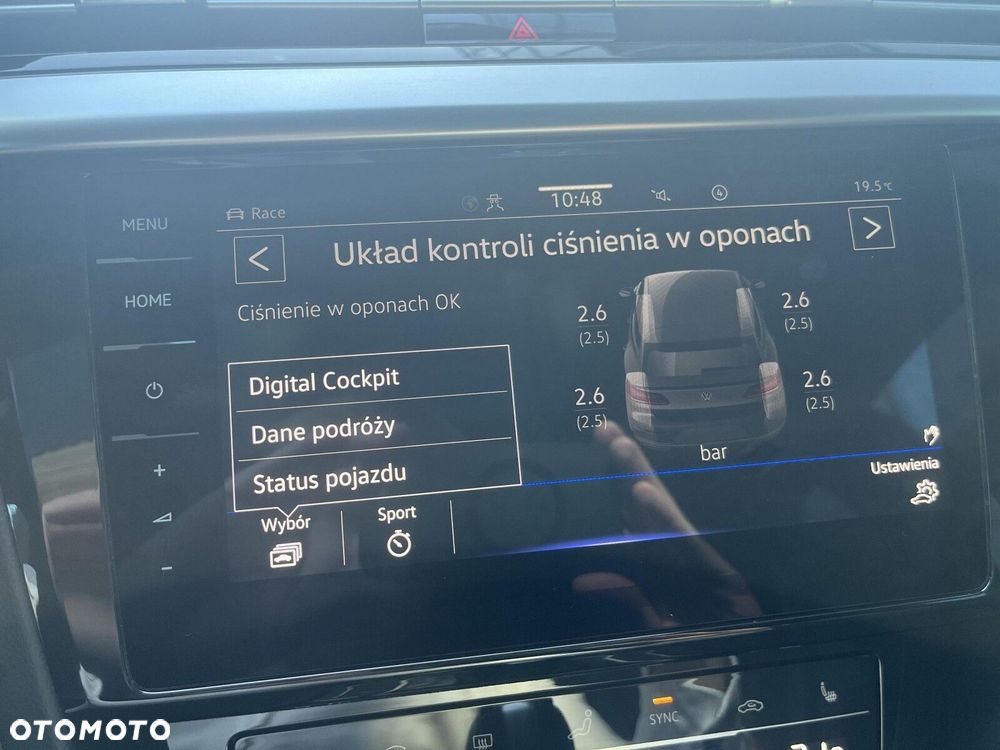 MENU
HOME
+
-
Race
10:48
4
19.5°C
<
Układ kontroli ciśnienia w oponach
>
Ciśnienie w oponach OK
2.6
(2.5)
2.6
(2.5)
2.6
(2.5)
2.6
(2.5)
bar
Digital Cockpit
Dane podróży
Status pojazdu
Wybór
Sport
Ustawienia
SYNC
OTOMOTO